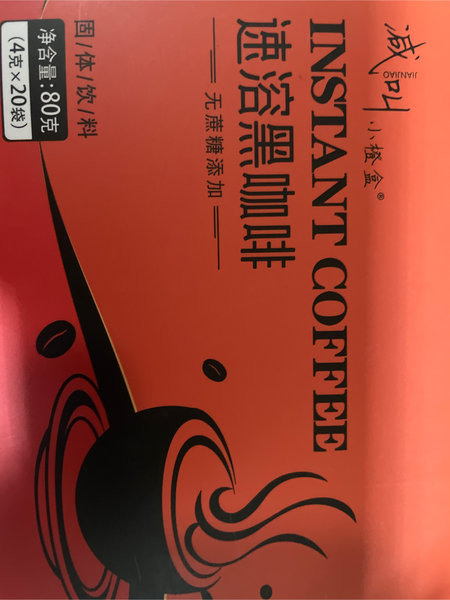 减叫
JIANJIAO
小橙盒®
INSTANT COFFEE
速溶黑咖啡
无蔗糖添加
固/体/饮/料
净含量:80克
(4克×20袋)